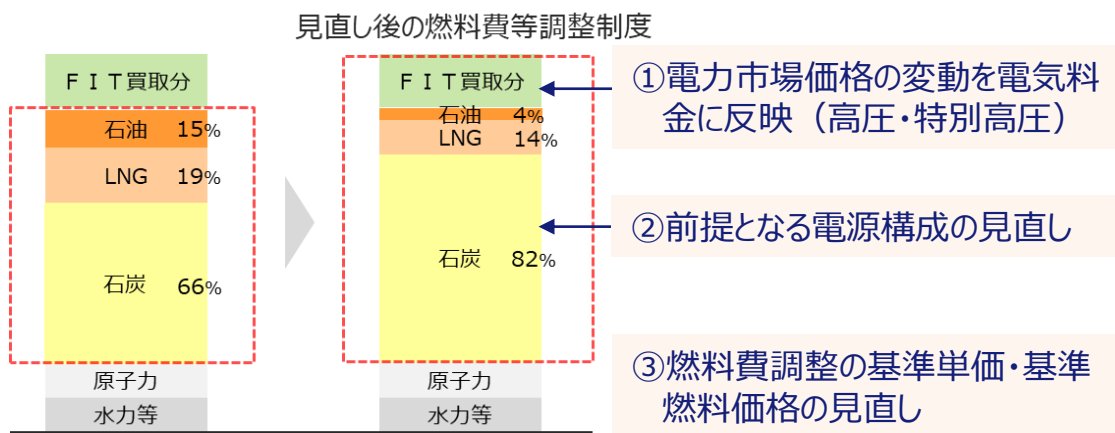 見直し後の燃料費等調整制度
ＦＩＴ買取分
石油 15%
LNG 19%
石炭 66%
原子力
水力等
ＦＩＴ買取分
石油 4%
LNG 14%
石炭 82%
原子力
水力等
①電力市場価格の変動を電気料
金に反映（高圧・特別高圧）
②前提となる電源構成の見直し
③燃料費調整の基準単価・基準
燃料価格の見直し